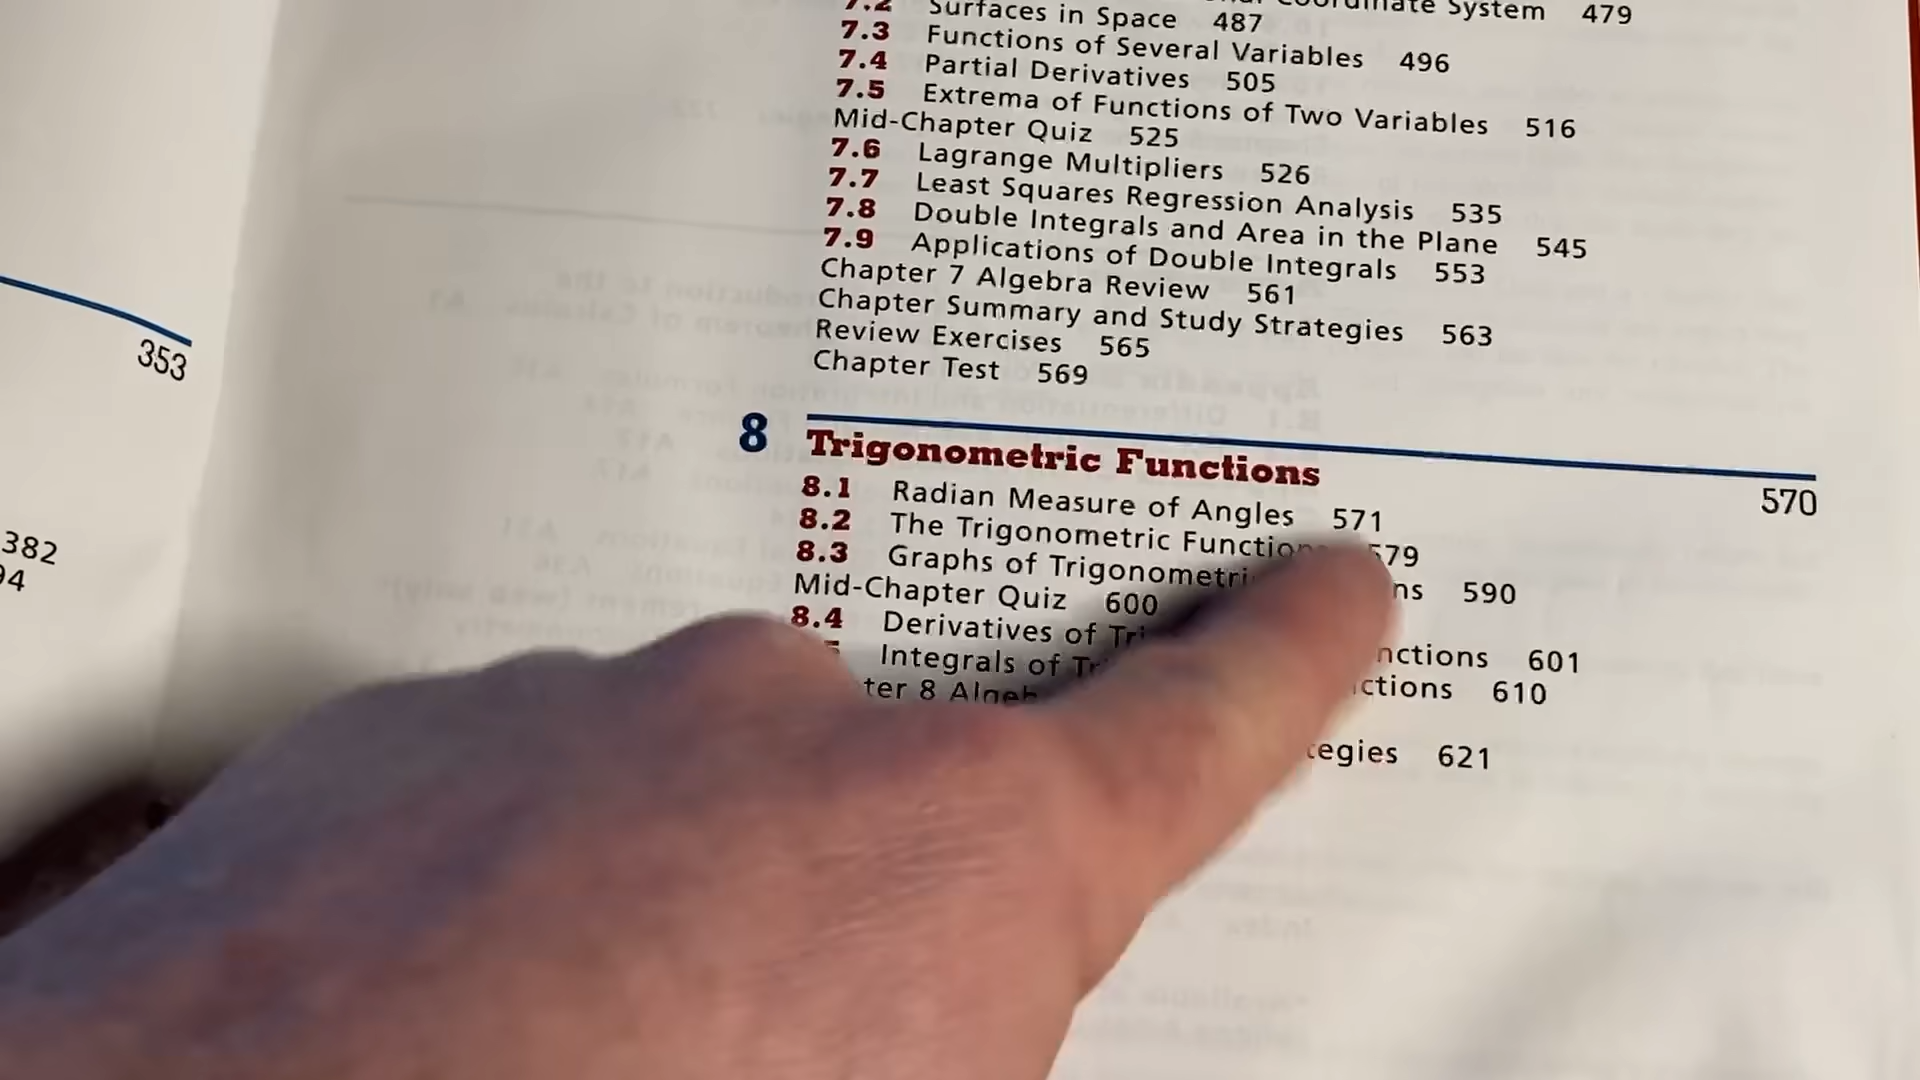 353
382
94
Coordinate System 479
7.2 Surfaces in Space 487
7.3 Functions of Several Variables 496
7.4 Partial Derivatives 505
7.5 Extrema of Functions of Two Variables 516
Mid-Chapter Quiz 525
7.6 Lagrange Multipliers 526
7.7 Least Squares Regression Analysis 535
7.8 Double Integrals and Area in the Plane 545
7.9 Applications of Double Integrals 553
Chapter 7 Algebra Review 561
Chapter Summary and Study Strategies 563
Review Exercises 565
Chapter Test 569
8 Trigonometric Functions 570
8.1 Radian Measure of Angles 571
8.2 The Trigonometric Functions 579
8.3 Graphs of Trigonometri ns 590
Mid-Chapter Quiz 600
8.4 Derivatives of Tri nctions 601
5 Integrals of Tr ctions 610
ter 8 Algeb
tegies 621